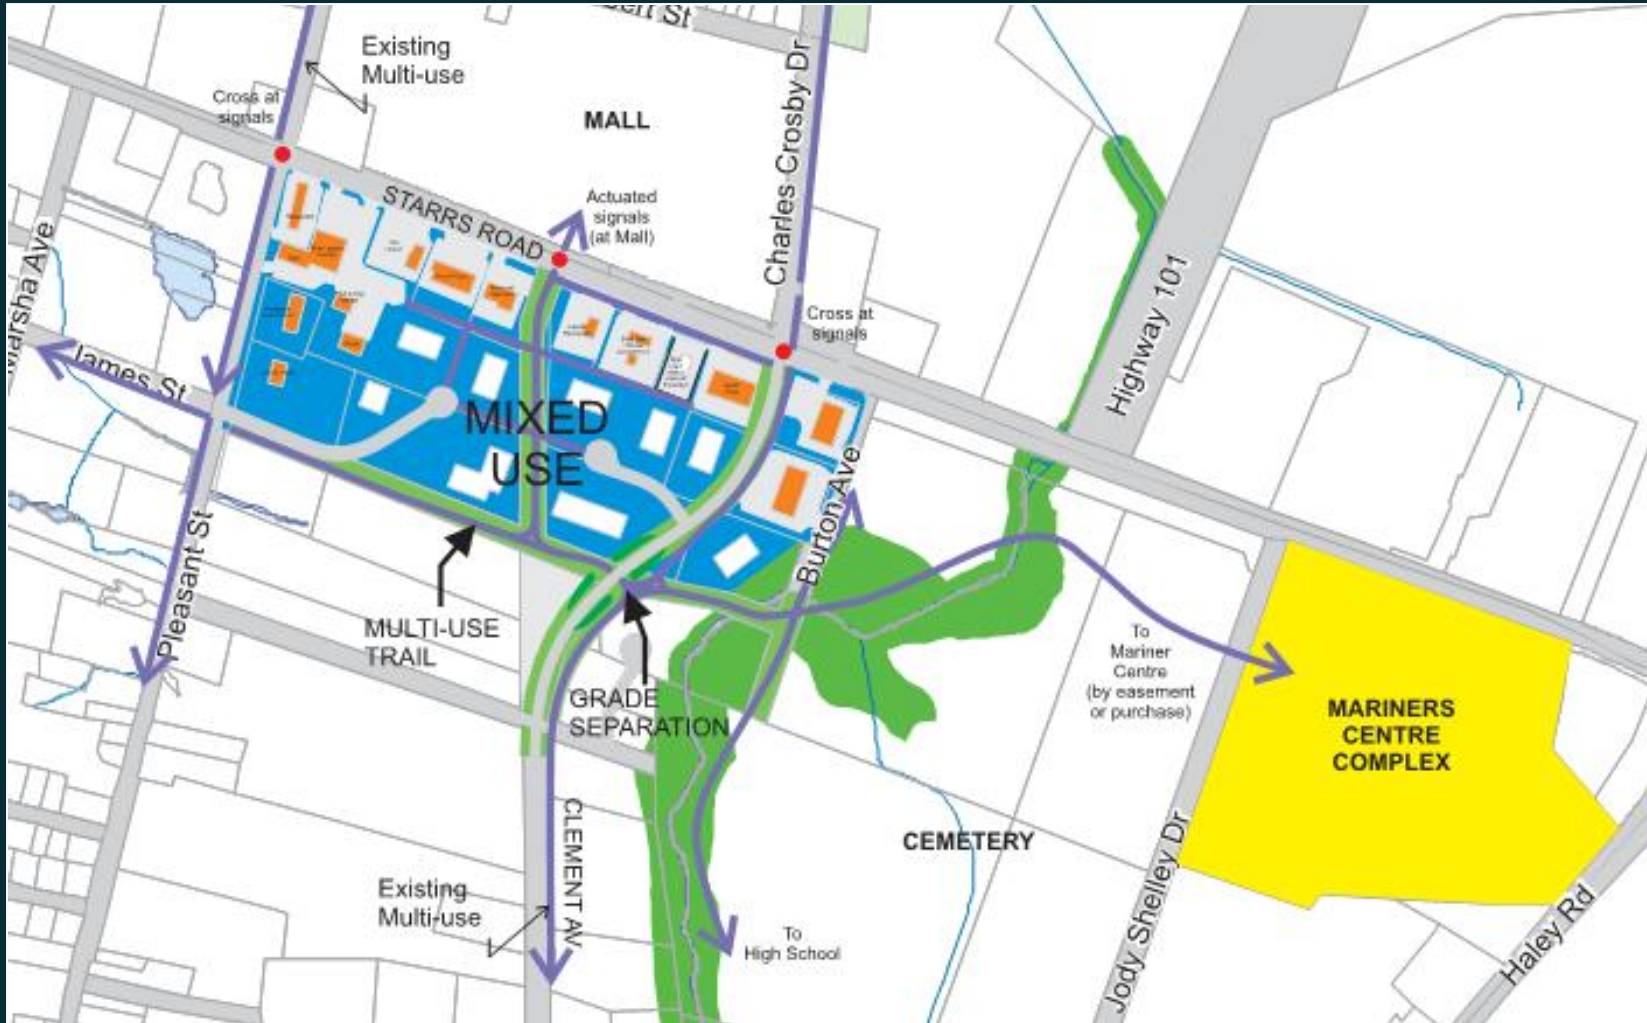 Existing
Multi-use
Cross at
signals
MALL
Charles Crosby Dr
STARRS ROAD
Actuated
signals
(at Mall)
Cross at
signals
Highway 101
James St
MIXED
USE
Burton Ave
Pleasant St
MULTI-USE
TRAIL
GRADE
SEPARATION
To
Mariner
Centre
(by easement
or purchase)
MARINERS
CENTRE
COMPLEX
CLEMENT AV
CEMETERY
Existing
Multi-use
To
High School
Jody Shelley Dr
Haley Rd